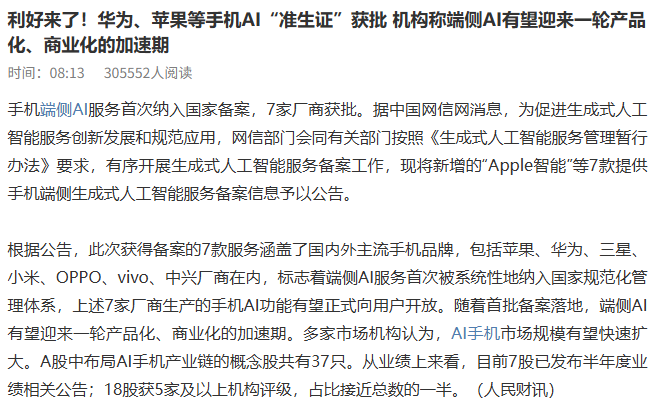 利好来了！华为、苹果等手机AI“准生证”获批 机构称端侧AI有望迎来一轮产品
化、商业化的加速期
时间：08:13 305552人阅读
手机端侧AI服务首次纳入国家备案，7家厂商获批。据中国网信网消息，为促进生成式人工
智能服务创新发展和规范应用，网信部门会同有关部门按照《生成式人工智能服务管理暂行
办法》要求，有序开展生成式人工智能服务备案工作，现将新增的“Apple智能”等7款提供
手机端侧生成式人工智能服务备案信息予以公告。
根据公告，此次获得备案的7款服务涵盖了国内外主流手机品牌，包括苹果、华为、三星、
小米、OPPO、vivo、中兴厂商在内，标志着端侧AI服务首次被系统性地纳入国家规范化管
理体系，上述7家厂商生产的手机AI功能有望正式向用户开放。随着首批备案落地，端侧AI
有望迎来一轮产品化、商业化的加速期。多家市场机构认为，AI手机市场规模有望快速扩
大。A股中布局AI手机产业链的概念股共有37只。从业绩上来看，目前7股已发布半年度业
绩相关公告；18股获5家及以上机构评级，占比接近总数的一半。（人民财讯）